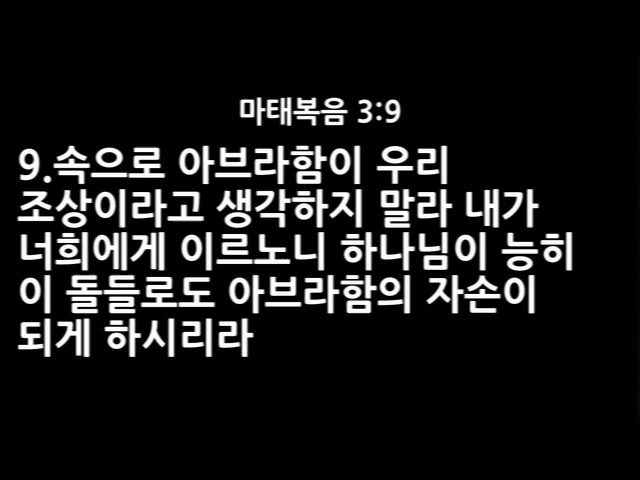 마태복음 3:9
9.속으로 아브라함이 우리
조상이라고 생각하지 말라 내가
너희에게 이르노니 하나님이 능히
이 돌들로도 아브라함의 자손이
되게 하시리라